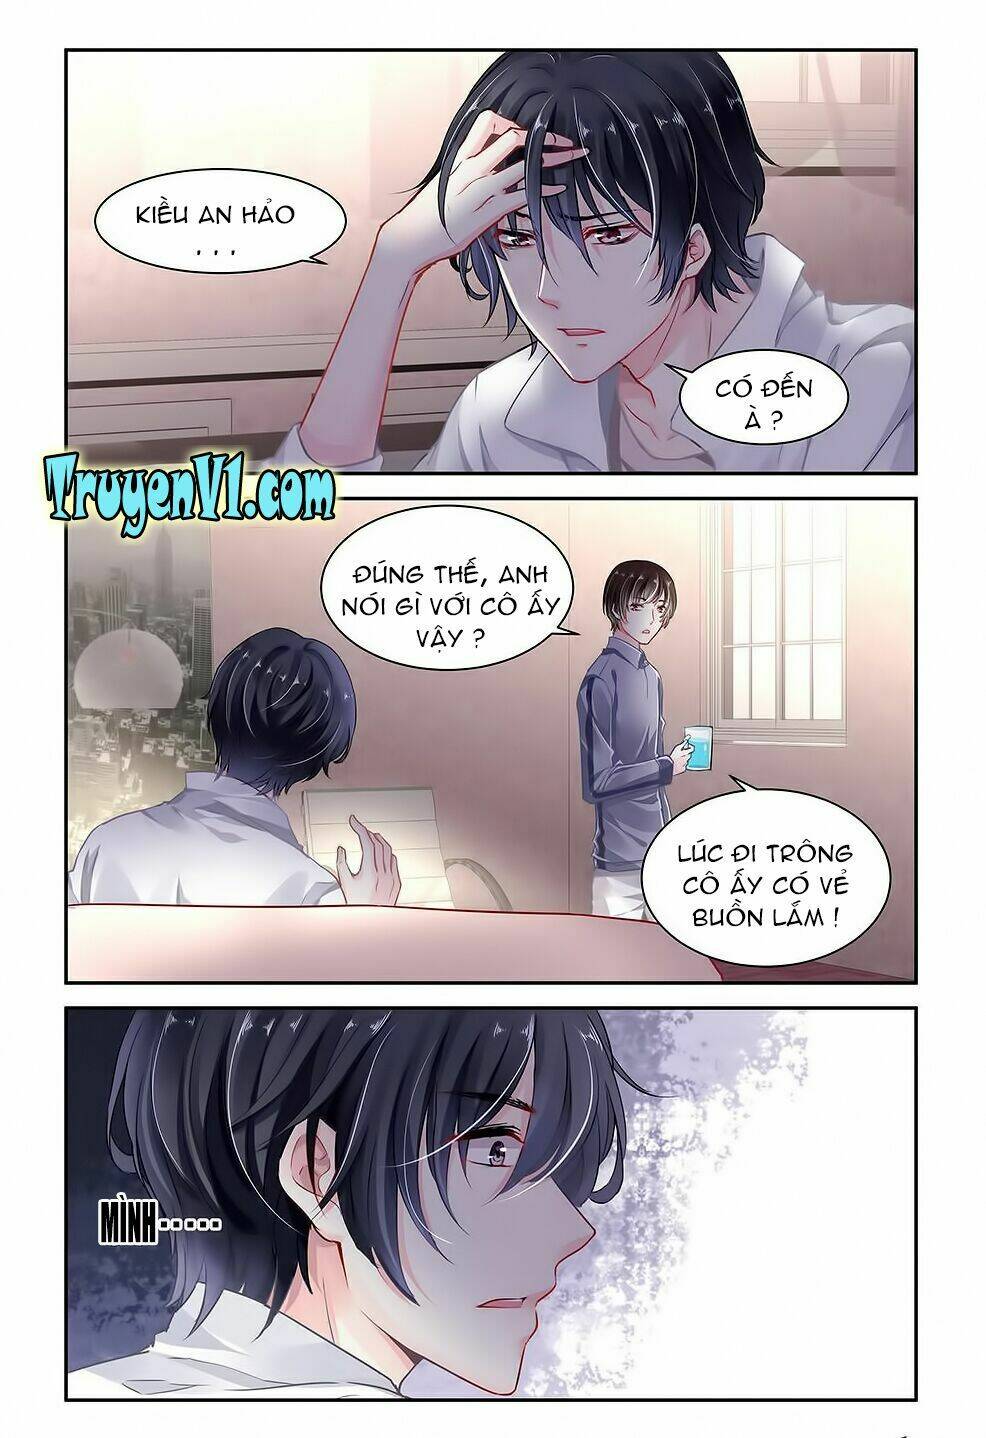 KIỀU AN HẢO
...
CÓ ĐẾN
À ?
TruyenV1.com
ĐÚNG THẾ, ANH
NÓI GÌ VỚI CÔ ẤY
VẬY ?
LÚC ĐI TRÔNG
CÔ ẤY CÓ VẺ
BUỒN LẮM !
MÌNH.....